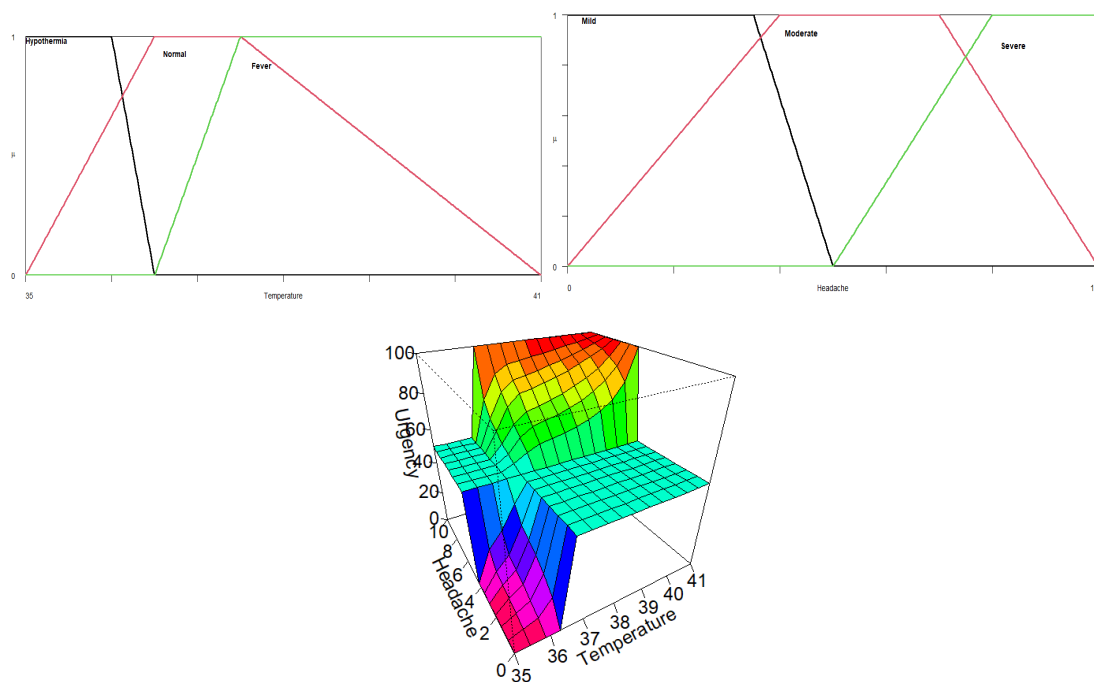 1
Hypothermia
Normal
Fever
μ
0
35
Temperature
41
1
Mild
Moderate
Severe
μ
0
0
Headache
1
100
80
60
40
20
0
Urgency
10
8
6
4
2
0
Headache
35
36
37
38
39
40
41
Temperature